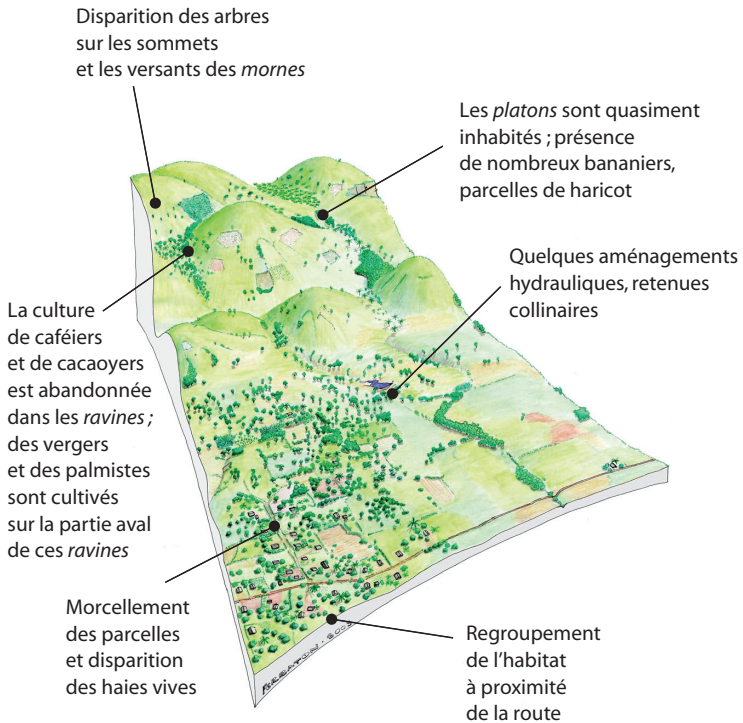 Disparition des arbres
sur les sommets
et les versants des mornes
Les platons sont quasiment
inhabités ; présence
de nombreux bananiers,
parcelles de haricot
Quelques aménagements
hydrauliques, retenues
collinaires
La culture
de caféiers
et de cacaoyers
est abandonnée
dans les ravines ;
des vergers
et des palmistes
sont cultivés
sur la partie aval
de ces ravines
Morcellement
des parcelles
et disparition
des haies vives
Regroupement
de l’habitat
à proximité
de la route